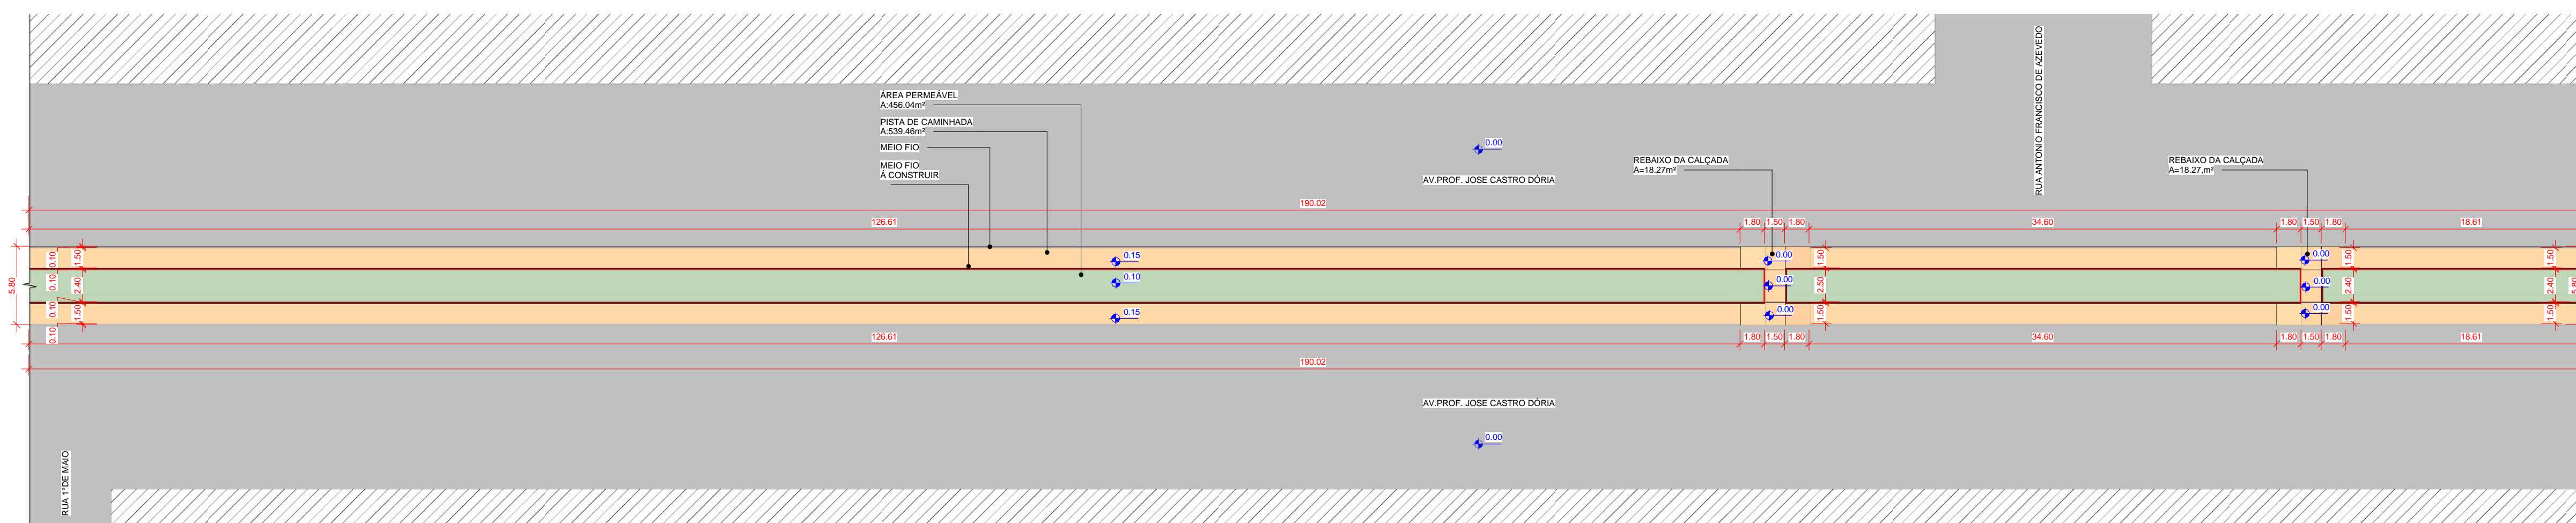 RUA ANTONIO FRANCISCO DE AZEVEDO
ÁREA PERMEÁVEL
A:456.04m²
PISTA DE CAMINHADA
A:539.46m²
MEIO FIO
MEIO FIO
Á CONSTRUIR
0.00
AV.PROF. JOSE CASTRO DÓRIA
REBAIXO DA CALÇADA
A=18.27m²
REBAIXO DA CALÇADA
A=18.27,m²
190.02
126.61
1.80 1.50 1.80
34.60
1.80 1.50 1.80
18.61
5.80
0.10
0.10
0.10
0.10
1.50
2.40
1.50
0.15
0.10
0.15
0.00
0.00
0.00
1.50
2.50
1.50
0.00
0.00
0.00
1.50
2.40
1.50
1.50
2.40
1.50
5.80
126.61
1.80 1.50 1.80
34.60
1.80 1.50 1.80
18.61
190.02
AV.PROF. JOSE CASTRO DÓRIA
0.00
RUA 1°DE MAIO